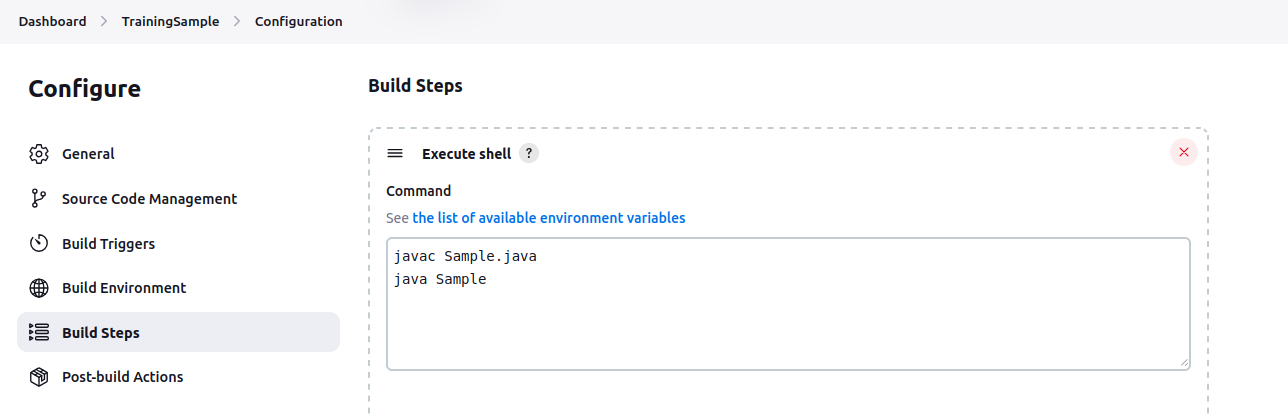 Dashboard > TrainingSample > Configuration
Configure
General
Source Code Management
Build Triggers
Build Environment
Build Steps
Post-build Actions
Build Steps
Execute shell ?
Command
See the list of available environment variables
javac Sample.java
java Sample